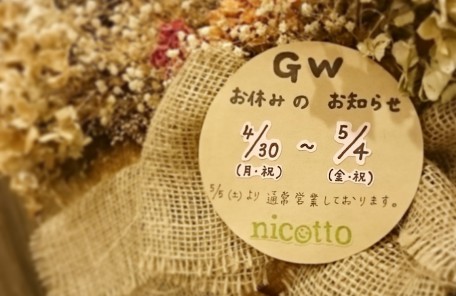 GW
お休みの お知らせ
4/30 ～ 5/4
(月・祝) (金・祝)
5/5 (土) より 通常営業しております。
nicotto